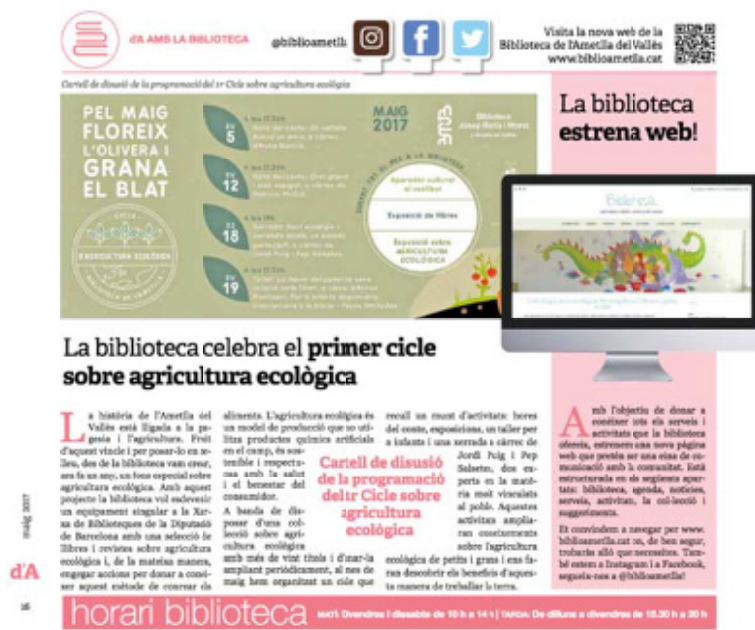 d'A AMB LA BIBLIOTECA
@biblioametlla
Visita la nova web de la
Biblioteca de l'Ametlla del Vallès
www.biblioametlla.cat
Cartell de disusió de la programació del 1r Cicle sobre agricultura ecològica
PEL MAIG
FLOREIX
L'OLIVERA I
GRANA
EL BLAT
CICLE
D'AGRICULTURA ECOLÒGICA
5
12
18
19
MAIG
2017
Aparador cultural
al vestíbul
Exposició de llibres
Exposició sobre
AGRICULTURA
ECOLÒGICA
La biblioteca
estrena web!
La biblioteca celebra el primer cicle
sobre agricultura ecològica
La història de l'Ametlla del
Vallès està lligada a la pa-
gesia i l'agricultura. Fruit
d'aquest vincle i per posar-lo en re-
lleu, des de la biblioteca vam crear,
ara fa un any, un fons especial sobre
agricultura ecològica. Amb aquest
projecte la biblioteca vol esdevenir
un equipament singular a la Xar-
xa de Biblioteques de la Diputació
de Barcelona amb una selecció de
llibres i revistes sobre agricultura
ecològica i, de la mateixa manera,
engegar accions per donar a conèi-
xer aquest mètode de conrear els
aliments. L'agricultura ecològica és
un model de producció que no uti-
litza productes químics artificials
en el camp, és sos-
tenible i respectu-
ós amb la salut
i el benestar del
consumidor.
A banda de dis-
posar d'una col-
lecció sobre agri-
cultura ecològica
amb més de vint títols i d'anar-la
ampliant periòdicament, al mes de
maig hem organitzat un cicle que
Cartell de disusió
de la programació
del 1r Cicle sobre
agricultura
ecològica
recull un munt d'activitats: hores
del conte, exposicions, un taller per
a infants i una xerrada a càrrec de
Jordi Puig i Pep
Salsetes, dos ex-
perts en la matè-
ria molt vinculats
al poble. Aquestes
activitats amplia-
ran coneixements
sobre l'agricultura
ecològica de petits i grans i ens fa-
ran descobrir els beneficis d'aques-
ta manera de treballar la terra.
Amb l'objectiu de donar a
conèixer tots els serveis i
activitats que la biblioteca
ofereix, estrenem una nova pàgina
web que pretén ser una eina de co-
municació amb la comunitat. Està
estructurada en els següents apar-
tats: biblioteca, agenda, notícies,
serveis, activitats, la col·lecció i
suggeriments.
Et convidem a navegar per www.
biblioametlla.cat on, de ben segur,
trobaràs allò que necessites. Tam-
bé estem a Instagram i a Facebook,
segueix-nos a @biblioametlla!
maig 2017
d'A
16
horari biblioteca MATÍ: Divendres i dissabte de 10 h a 14 h | TARDA: De dilluns a divendres de 15.30 h a 20 h